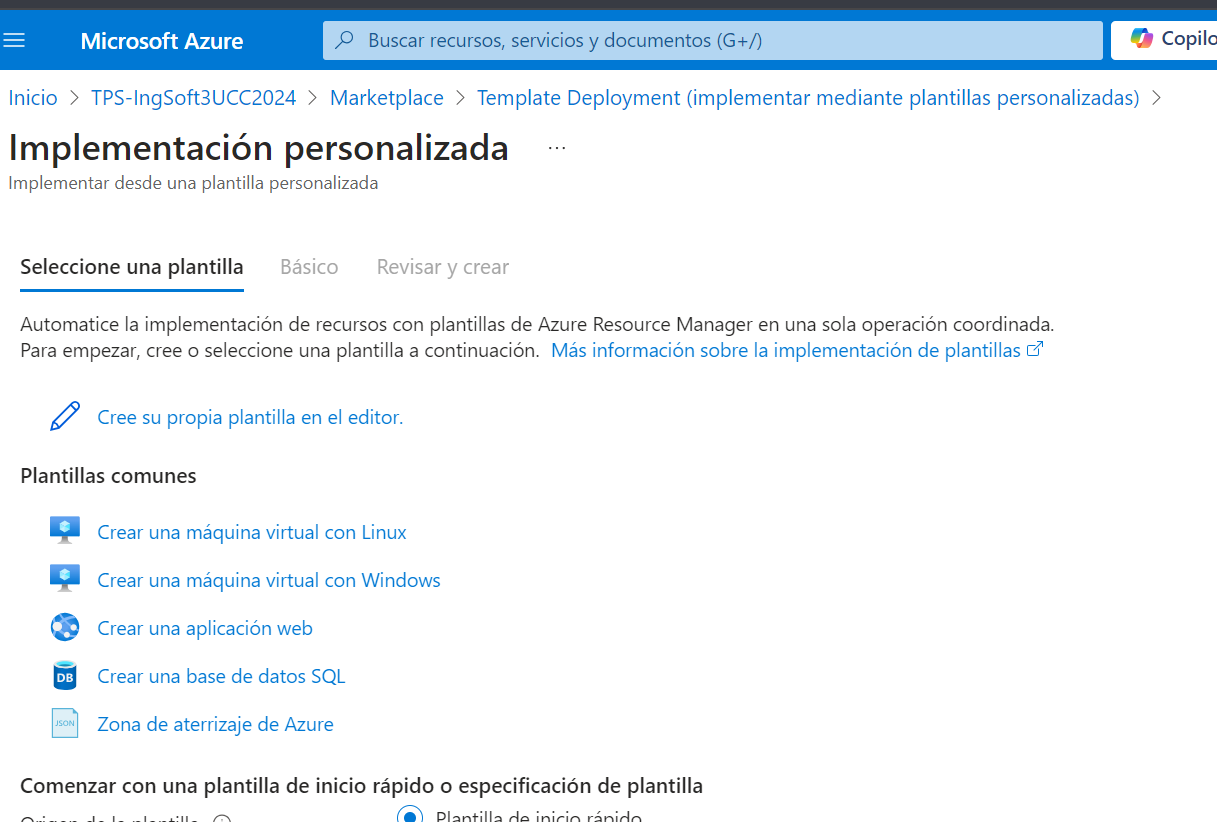 Microsoft Azure
Buscar recursos, servicios y documentos (G+/)
Copilo
Inicio > TPS-IngSoft3UCC2024 > Marketplace > Template Deployment (implementar mediante plantillas personalizadas) >
Implementación personalizada ...
Implementar desde una plantilla personalizada
Seleccione una plantilla Básico Revisar y crear
Automatice la implementación de recursos con plantillas de Azure Resource Manager en una sola operación coordinada.
Para empezar, cree o seleccione una plantilla a continuación. Más información sobre la implementación de plantillas
Cree su propia plantilla en el editor.
Plantillas comunes
Crear una máquina virtual con Linux
Crear una máquina virtual con Windows
Crear una aplicación web
DB Crear una base de datos SQL
JSON Zona de aterrizaje de Azure
Comenzar con una plantilla de inicio rápido o especificación de plantilla
Origen de la plantilla Plantilla de inicio rápido